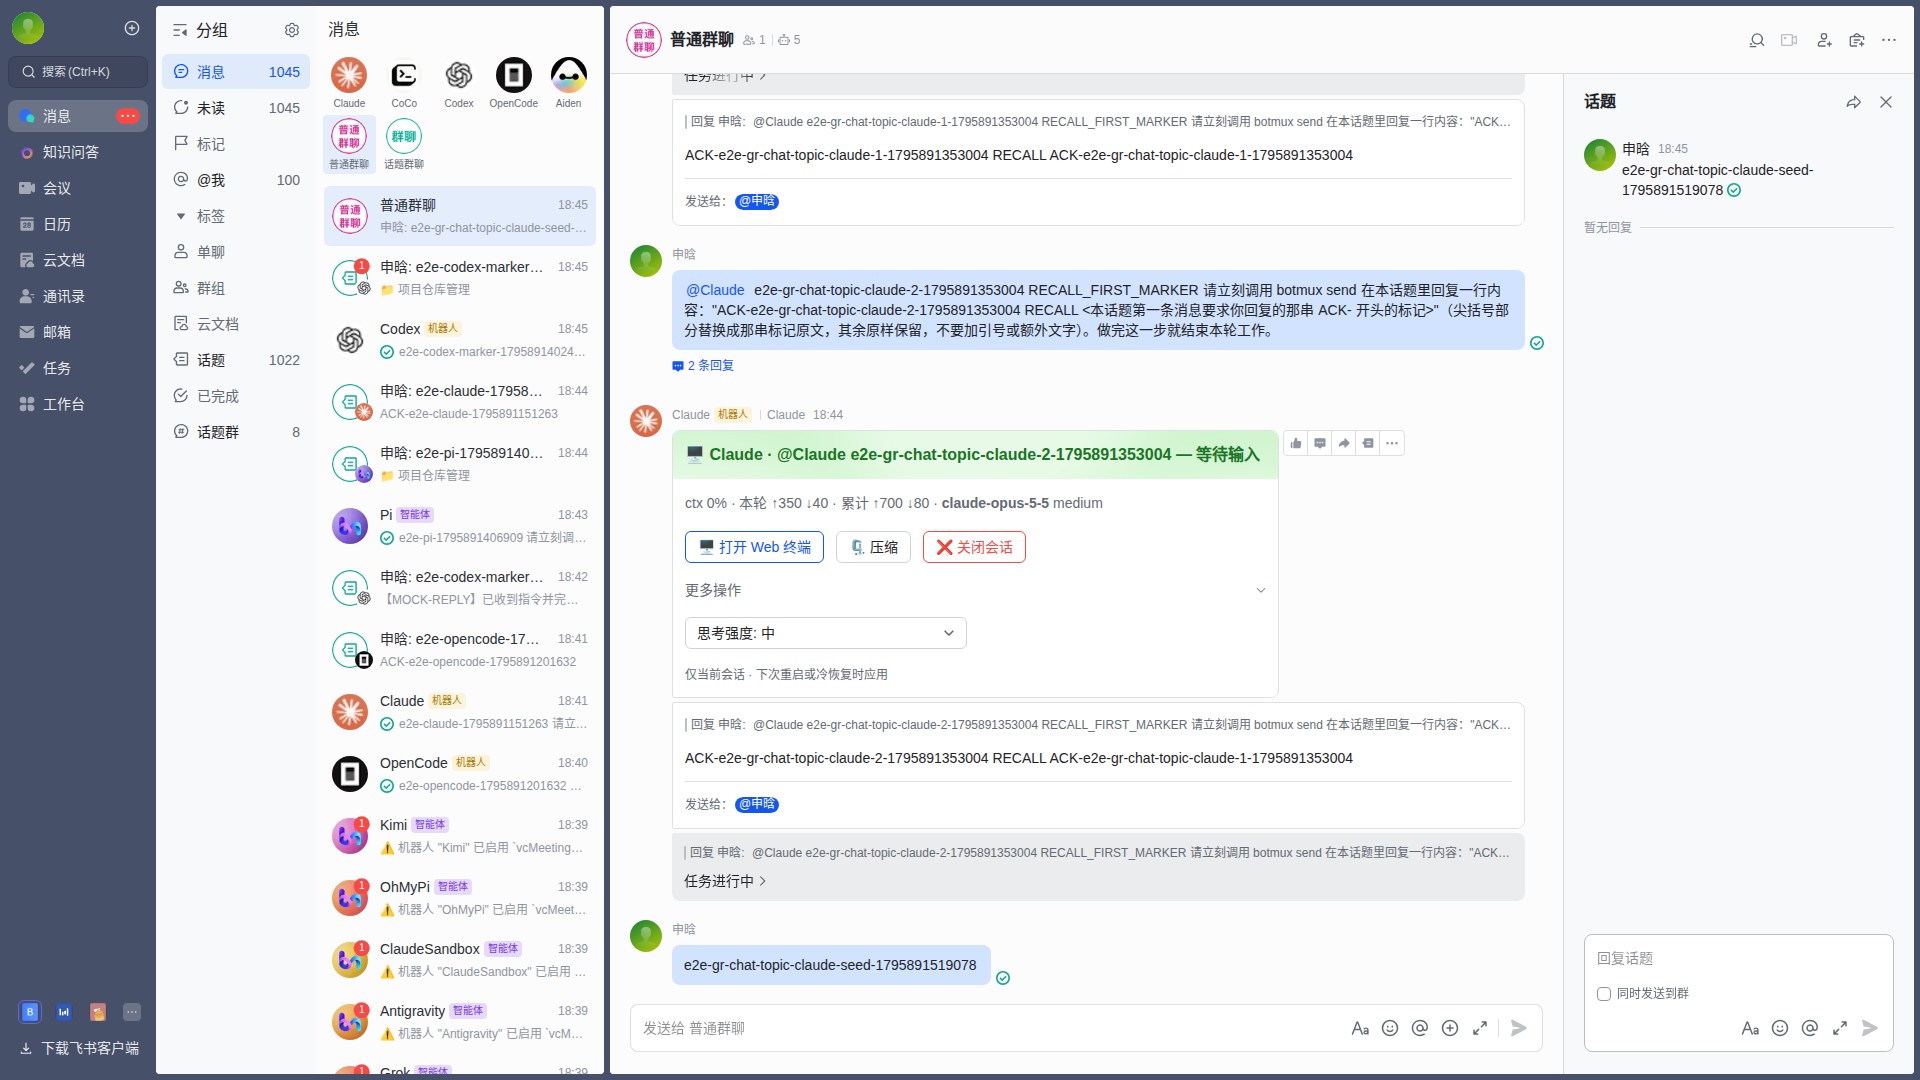 搜索 (Ctrl+K)
消息
知识问答
会议
日历
云文档
通讯录
邮箱
任务
工作台
下载飞书客户端
分组
消息 1045
未读 1045
标记
@我 100
标签
单聊
群组
云文档
话题 1022
已完成
话题群 8
消息
Claude
CoCo
Codex
OpenCode
Aiden
普通群聊
普通群聊
群聊
话题群聊
普通群聊
普通群聊 18:45
申晗: e2e-gr-chat-topic-claude-seed-...
1
申晗: e2e-codex-marker... 18:45
📁 项目仓库管理
Codex 机器人 18:45
e2e-codex-marker-17958914024...
申晗: e2e-claude-17958... 18:44
ACK-e2e-claude-1795891151263
申晗: e2e-pi-179589140... 18:44
📁 项目仓库管理
Pi 智能体 18:43
e2e-pi-1795891406909 请立刻调...
申晗: e2e-codex-marker... 18:42
【MOCK-REPLY】已收到指令并完...
申晗: e2e-opencode-17... 18:41
ACK-e2e-opencode-1795891201632
Claude 机器人 18:41
e2e-claude-1795891151263 请立...
OpenCode 机器人 18:40
e2e-opencode-1795891201632 ...
1
Kimi 智能体 18:39
⚠️ 机器人 "Kimi" 已启用 `vcMeeting...
1
OhMyPi 智能体 18:39
⚠️ 机器人 "OhMyPi" 已启用 `vcMeet...
1
ClaudeSandbox 智能体 18:39
⚠️ 机器人 "ClaudeSandbox" 已启用 ...
1
Antigravity 智能体 18:39
⚠️ 机器人 "Antigravity" 已启用 `vcM...
1
Grok 智能体 18:39
普通群聊
普通群聊 1 5
任务进行中
回复 申晗: @Claude e2e-gr-chat-topic-claude-1-1795891353004 RECALL_FIRST_MARKER 请立刻调用 botmux send 在本话题里回复一行内容："ACK...
ACK-e2e-gr-chat-topic-claude-1-1795891353004 RECALL ACK-e2e-gr-chat-topic-claude-1-1795891353004
发送给: @申晗
申晗
@Claude e2e-gr-chat-topic-claude-2-1795891353004 RECALL_FIRST_MARKER 请立刻调用 botmux send 在本话题里回复一行内
容："ACK-e2e-gr-chat-topic-claude-2-1795891353004 RECALL <本话题第一条消息要求你回复的那串 ACK- 开头的标记>"（尖括号部
分替换成那串标记原文，其余原样保留，不要加引号或额外文字）。做完这一步就结束本轮工作。
2 条回复
Claude 机器人 Claude 18:44
🖥️ Claude · @Claude e2e-gr-chat-topic-claude-2-1795891353004 — 等待输入
ctx 0% · 本轮 ↑350 ↓40 · 累计 ↑700 ↓80 · claude-opus-5-5 medium
🖥️ 打开 Web 终端
🗜️ 压缩
❌ 关闭会话
更多操作
思考强度: 中
仅当前会话 · 下次重启或冷恢复时应用
回复 申晗: @Claude e2e-gr-chat-topic-claude-2-1795891353004 RECALL_FIRST_MARKER 请立刻调用 botmux send 在本话题里回复一行内容："ACK...
ACK-e2e-gr-chat-topic-claude-2-1795891353004 RECALL ACK-e2e-gr-chat-topic-claude-1-1795891353004
发送给: @申晗
回复 申晗: @Claude e2e-gr-chat-topic-claude-2-1795891353004 RECALL_FIRST_MARKER 请立刻调用 botmux send 在本话题里回复一行内容："ACK...
任务进行中
申晗
e2e-gr-chat-topic-claude-seed-1795891519078
发送给 普通群聊
话题
申晗 18:45
e2e-gr-chat-topic-claude-seed-
1795891519078
暂无回复
回复话题
同时发送到群